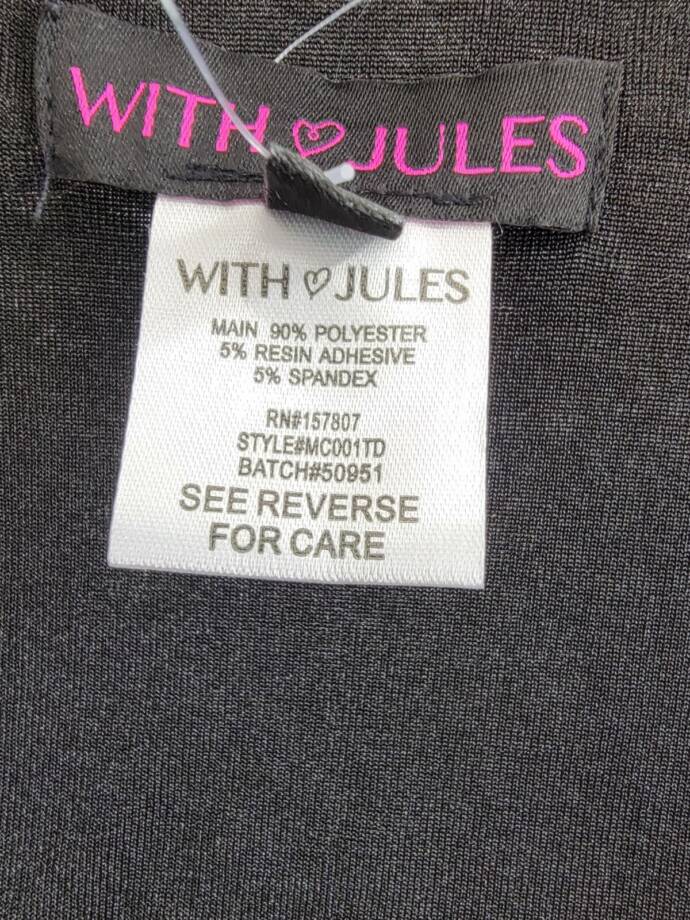 WITH JULES
WITH JULES
MAIN 90% POLYESTER
5% RESIN ADHESIVE
5% SPANDEX
RN#157807
STYLE#MC001TD
BATCH#50951
SEE REVERSE
FOR CARE